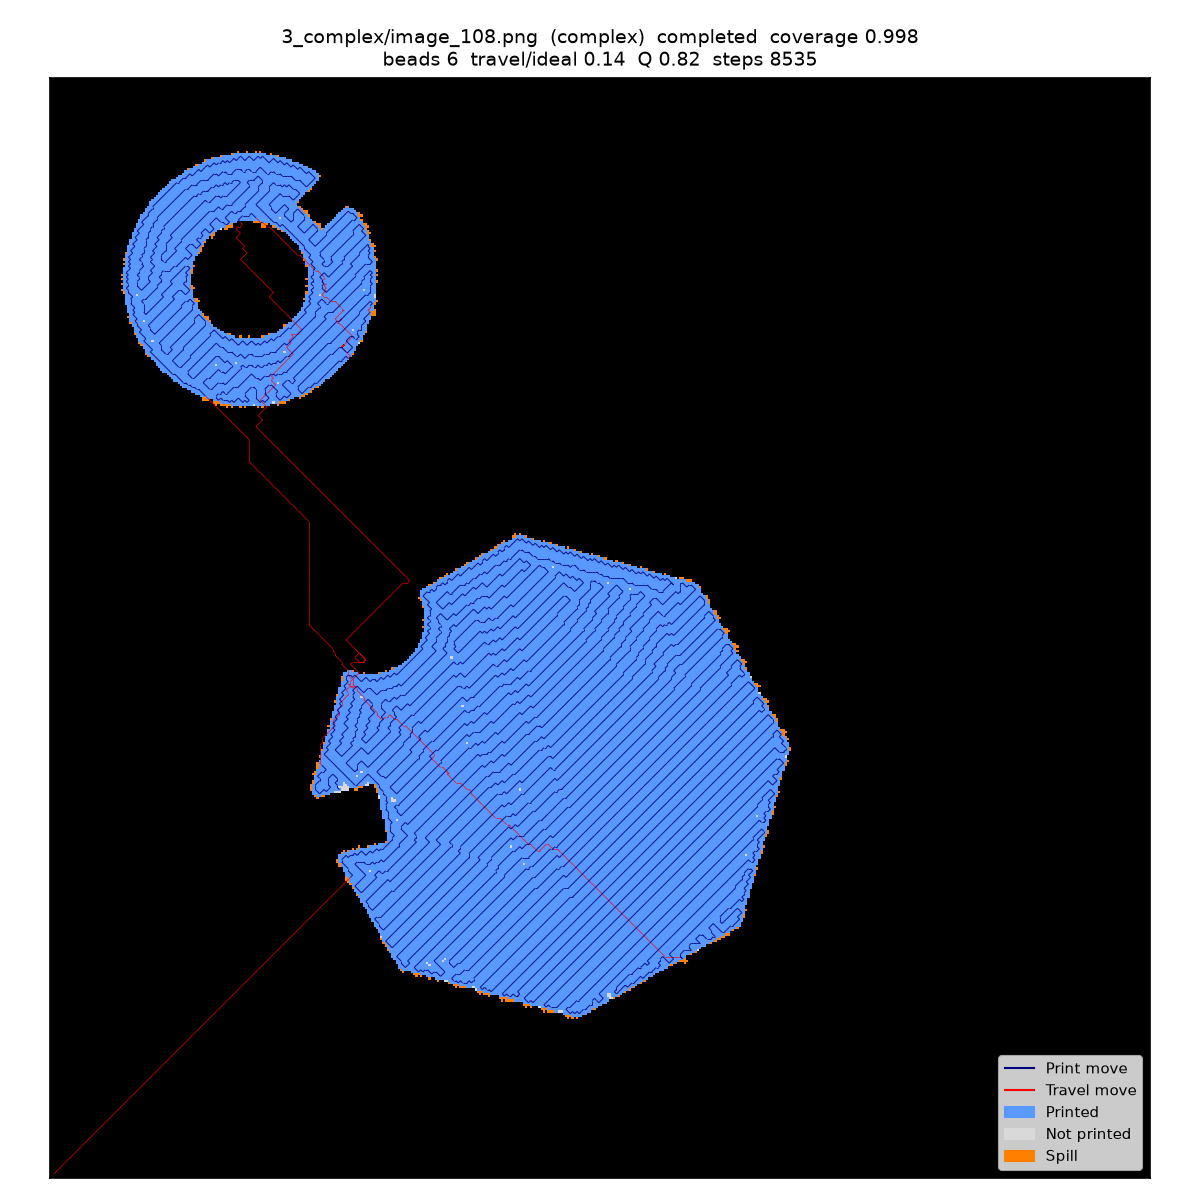 3_complex/image_108.png  (complex)  completed  coverage 0.998
beads 6  travel/ideal 0.14  Q 0.82  steps 8535
Print move
Travel move
Printed
Not printed
Spill